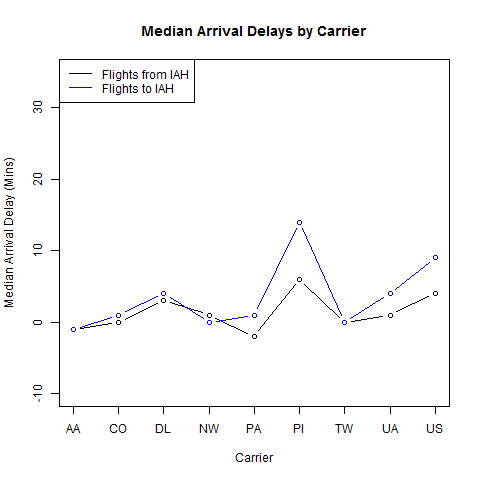 Median Arrival Delays by Carrier
Flights from IAH
Flights to IAH
Median Arrival Delay (Mins)
30
20
10
0
-10
AA CO DL NW PA PI TW UA US
Carrier